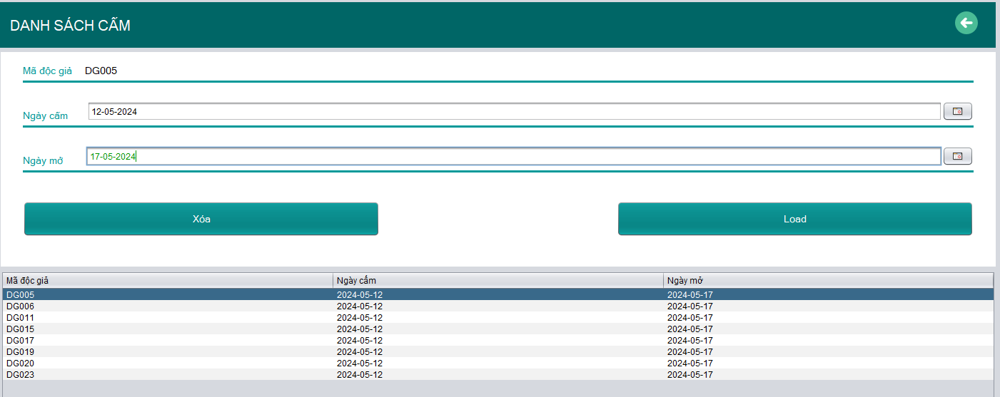 DANH SÁCH CẤM
Mã độc giả DG005
Ngày cấm 12-05-2024
Ngày mở 17-05-2024
Xóa Load
Mã độc giả Ngày cấm Ngày mở
DG005 2024-05-12 2024-05-17
DG006 2024-05-12 2024-05-17
DG011 2024-05-12 2024-05-17
DG015 2024-05-12 2024-05-17
DG017 2024-05-12 2024-05-17
DG019 2024-05-12 2024-05-17
DG020 2024-05-12 2024-05-17
DG023 2024-05-12 2024-05-17